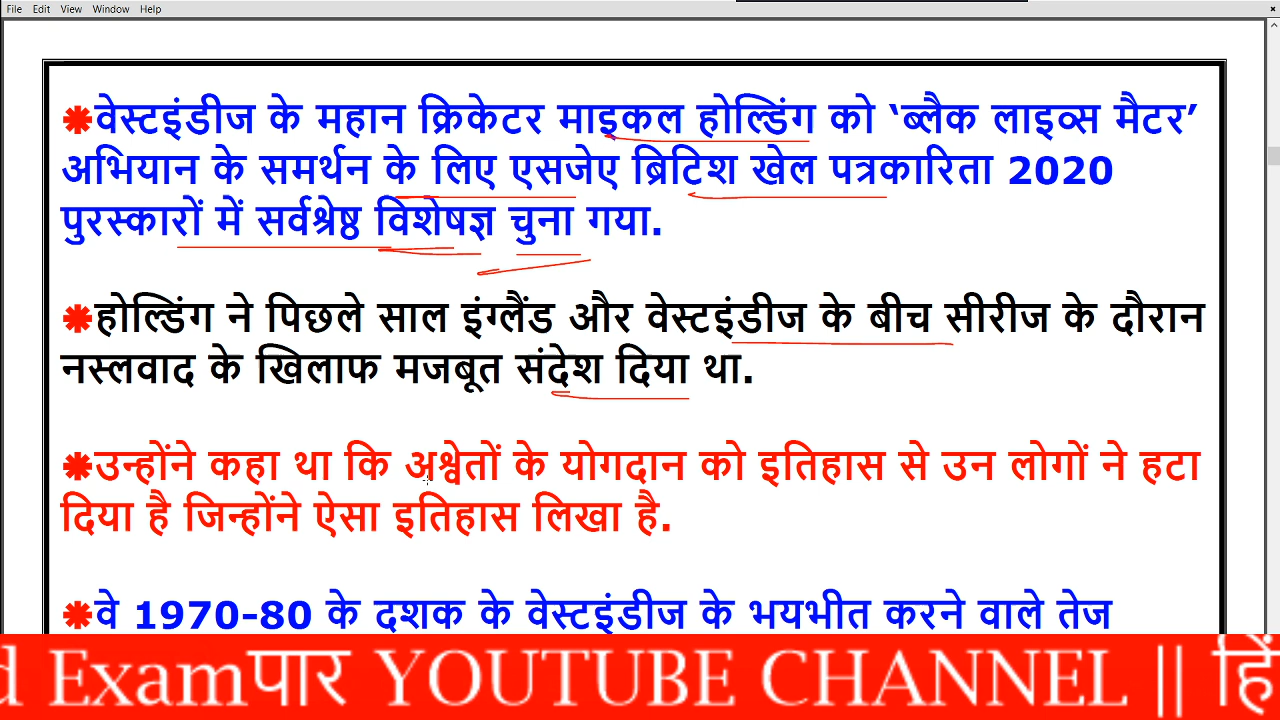 File Edit View Window Help
वेस्टइंडीज के महान क्रिकेटर माइकल होल्डिंग को ‘ब्लैक लाइव्स मैटर’
अभियान के समर्थन के लिए एसजेए ब्रिटिश खेल पत्रकारिता 2020
पुरस्कारों में सर्वश्रेष्ठ विशेषज्ञ चुना गया.
होल्डिंग ने पिछले साल इंग्लैंड और वेस्टइंडीज के बीच सीरीज के दौरान
नस्लवाद के खिलाफ मजबूत संदेश दिया था.
उन्होंने कहा था कि अश्वेतों के योगदान को इतिहास से उन लोगों ने हटा
दिया है जिन्होंने ऐसा इतिहास लिखा है.
वे 1970-80 के दशक के वेस्टइंडीज के भयभीत करने वाले तेज
d Examपार YOUTUBE CHANNEL || हिं